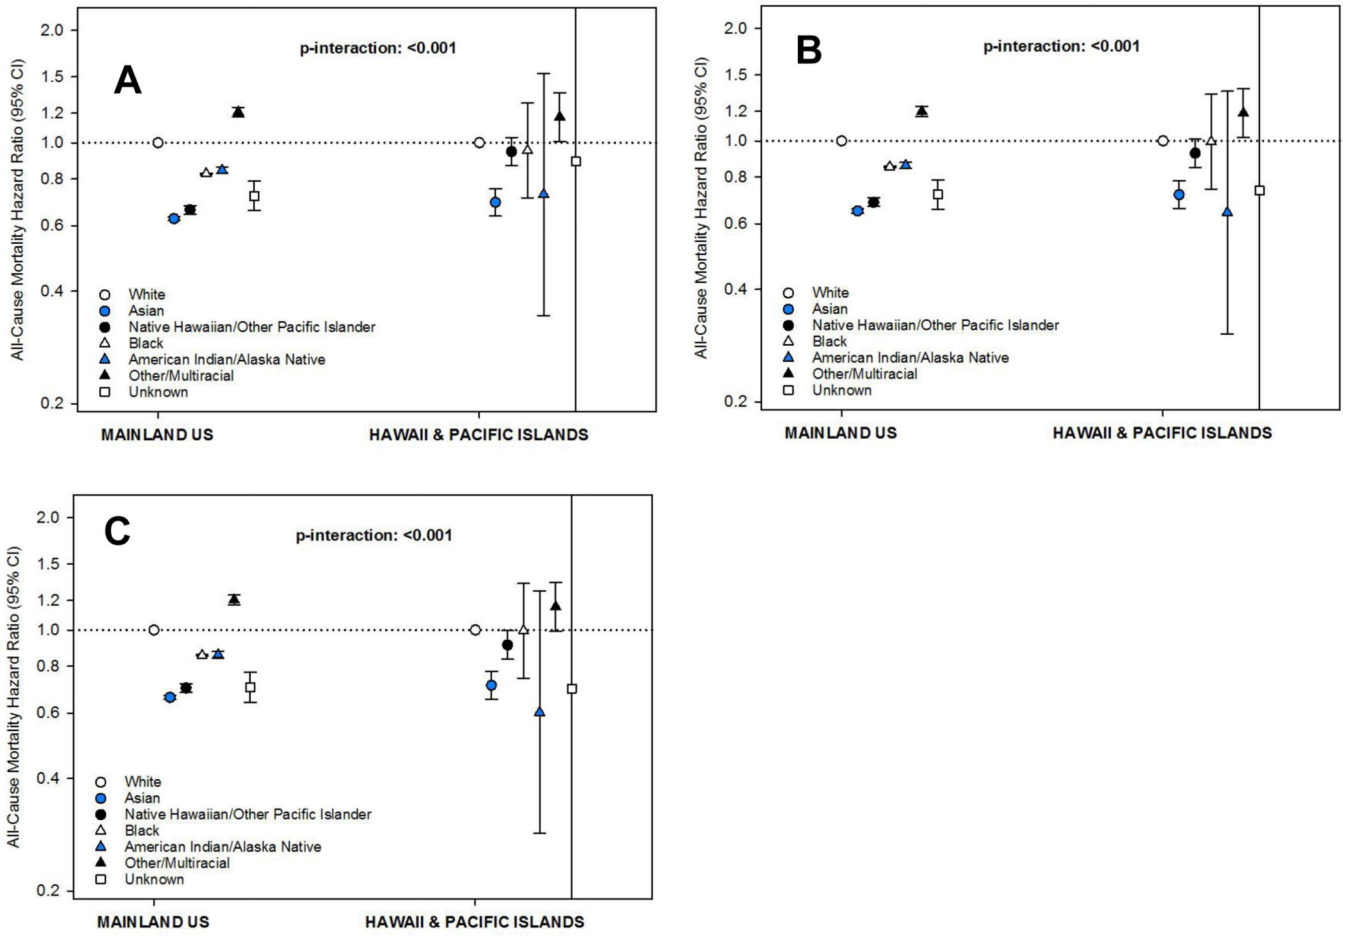 A
p-interaction: <0.001
All-Cause Mortality Hazard Ratio (95% CI)
2.0
1.5
1.2
1.0
0.8
0.6
0.4
0.2
White
Asian
Native Hawaiian/Other Pacific Islander
Black
American Indian/Alaska Native
Other/Multiracial
Unknown
MAINLAND US
HAWAII & PACIFIC ISLANDS
B
p-interaction: <0.001
All-Cause Mortality Hazard Ratio (95% CI)
2.0
1.5
1.2
1.0
0.8
0.6
0.4
0.2
White
Asian
Native Hawaiian/Other Pacific Islander
Black
American Indian/Alaska Native
Other/Multiracial
Unknown
MAINLAND US
HAWAII & PACIFIC ISLANDS
C
p-interaction: <0.001
All-Cause Mortality Hazard Ratio (95% CI)
2.0
1.5
1.2
1.0
0.8
0.6
0.4
0.2
White
Asian
Native Hawaiian/Other Pacific Islander
Black
American Indian/Alaska Native
Other/Multiracial
Unknown
MAINLAND US
HAWAII & PACIFIC ISLANDS